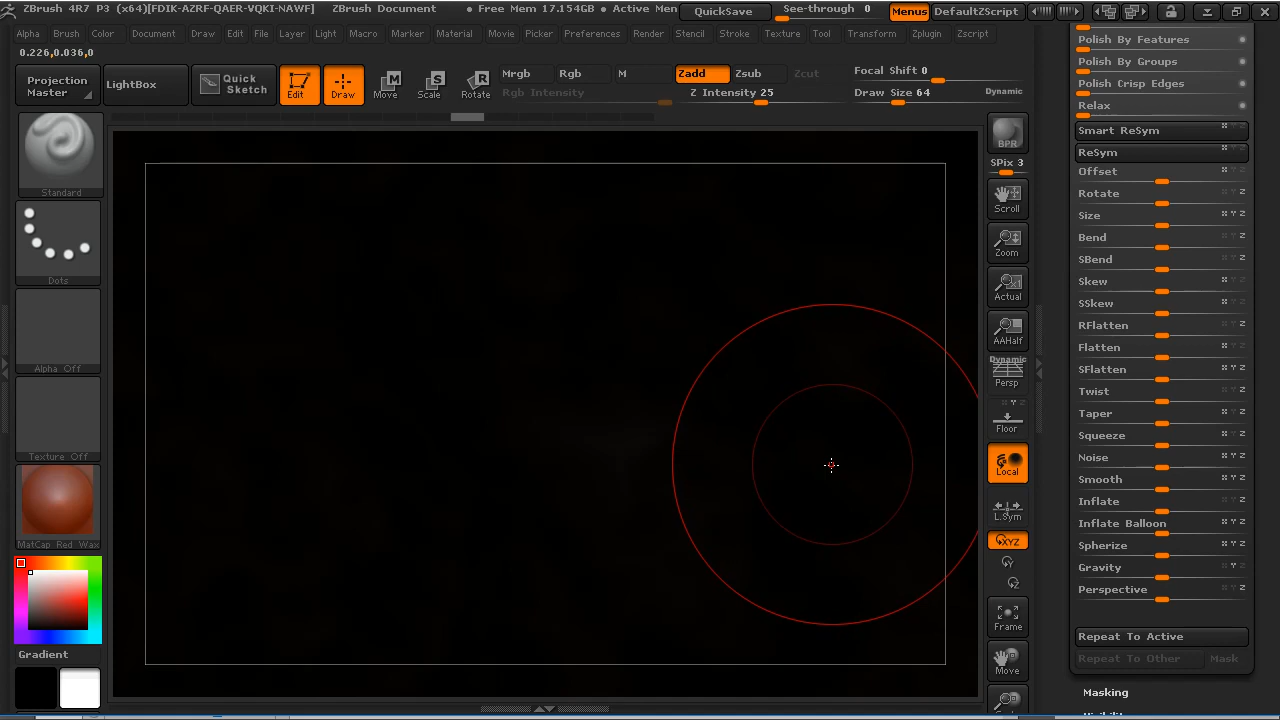 ZBrush 4R7 P3 (x64)[FDIK-AZRF-QAER-VQKI-NAWF] ZBrush Document • Free Mem 17.154GB • Active Men QuickSave See-through 0 Menus DefaultZScript
Alpha Brush Color Document Draw Edit File Layer Light Macro Marker Material Movie Picker Preferences Render Stencil Stroke Texture Tool Transform Zplugin Zscript
0.226,0.036,0
Projection Master
LightBox
Quick Sketch
Edit
Draw
Move
Scale
Rotate
Mrgb Rgb M Zadd Zsub Zcut
Rgb Intensity Z Intensity 25
Focal Shift 0
Draw Size 64 Dynamic
Standard
Dots
Alpha Off
Texture Off
MatCap Red Wax
Gradient
BPR
SPix 3
Scroll
Zoom
Actual
AAHalf
Dynamic
Persp
Floor
Local
L.Sym
XYZ
Y
Z
Frame
Move
Polish By Features
Polish By Groups
Polish Crisp Edges
Relax
Smart ReSym
ReSym
Offset
Rotate
Size
Bend
SBend
Skew
SSkew
RFlatten
Flatten
SFlatten
Twist
Taper
Squeeze
Noise
Smooth
Inflate
Inflate Balloon
Spherize
Gravity
Perspective
Repeat To Active
Repeat To Other Mask
Masking